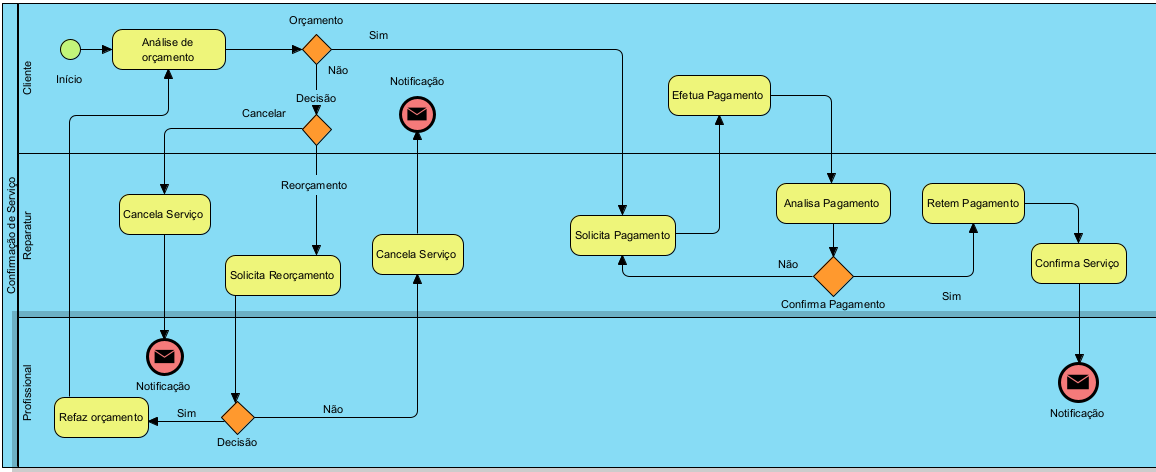 Confirmação de Serviço
Cliente
Início
Análise de
orçamento
Orçamento
Sim
Não
Decisão
Cancelar
Reorçamento
Notificação
Efetua Pagamento
Reparatur
Cancela Serviço
Solicita Reorçamento
Cancela Serviço
Solicita Pagamento
Analisa Pagamento
Retem Pagamento
Não
Confirma Pagamento
Sim
Confirma Serviço
Profissional
Notificação
Refaz orçamento
Sim
Decisão
Não
Notificação